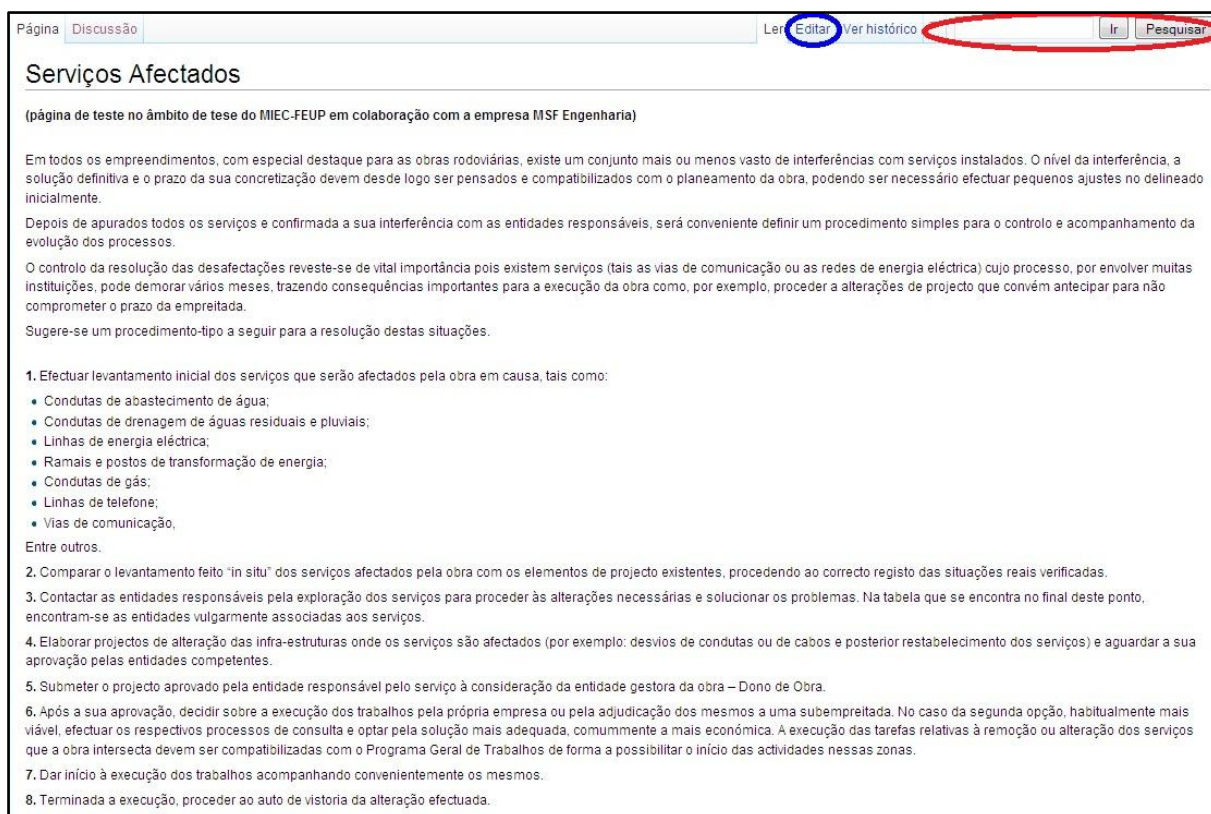 Página Discussão Ler Editar Ver histórico Ir Pesquisar
Serviços Afectados
(página de teste no âmbito de tese do MIEC-FEUP em colaboração com a empresa MSF Engenharia)
Em todos os empreendimentos, com especial destaque para as obras rodoviárias, existe um conjunto mais ou menos vasto de interferências com serviços instalados. O nível da interferência, a
solução definitiva e o prazo da sua concretização devem desde logo ser pensados e compatibilizados com o planeamento da obra, podendo ser necessário efectuar pequenos ajustes no delineado
inicialmente.
Depois de apurados todos os serviços e confirmada a sua interferência com as entidades responsáveis, será conveniente definir um procedimento simples para o controlo e acompanhamento da
evolução dos processos.
O controlo da resolução das desafectações reveste-se de vital importância pois existem serviços (tais as vias de comunicação ou as redes de energia eléctrica) cujo processo, por envolver muitas
instituições, pode demorar vários meses, trazendo consequências importantes para a execução da obra como, por exemplo, proceder a alterações de projecto que convém antecipar para não
comprometer o prazo da empreitada.
Sugere-se um procedimento-tipo a seguir para a resolução destas situações.
1. Efectuar levantamento inicial dos serviços que serão afectados pela obra em causa, tais como:
• Condutas de abastecimento de água;
• Condutas de drenagem de águas residuais e pluviais;
• Linhas de energia eléctrica;
• Ramais e postos de transformação de energia;
• Condutas de gás;
• Linhas de telefone;
• Vias de comunicação,
Entre outros.
2. Comparar o levantamento feito "in situ" dos serviços afectados pela obra com os elementos de projecto existentes, procedendo ao correcto registo das situações reais verificadas.
3. Contactar as entidades responsáveis pela exploração dos serviços para proceder às alterações necessárias e solucionar os problemas. Na tabela que se encontra no final deste ponto,
encontram-se as entidades vulgarmente associadas aos serviços.
4. Elaborar projectos de alteração das infra-estruturas onde os serviços são afectados (por exemplo: desvios de condutas ou de cabos e posterior restabelecimento dos serviços) e aguardar a sua
aprovação pelas entidades competentes.
5. Submeter o projecto aprovado pela entidade responsável pelo serviço à consideração da entidade gestora da obra – Dono de Obra.
6. Após a sua aprovação, decidir sobre a execução dos trabalhos pela própria empresa ou pela adjudicação dos mesmos a uma subempreitada. No caso da segunda opção, habitualmente mais
viável, efectuar os respectivos processos de consulta e optar pela solução mais adequada, comummente a mais económica. A execução das tarefas relativas à remoção ou alteração dos serviços
que a obra intersecta devem ser compatibilizadas com o Programa Geral de Trabalhos de forma a possibilitar o início das actividades nessas zonas.
7. Dar início à execução dos trabalhos acompanhando convenientemente os mesmos.
8. Terminada a execução, proceder ao auto de vistoria da alteração efectuada.